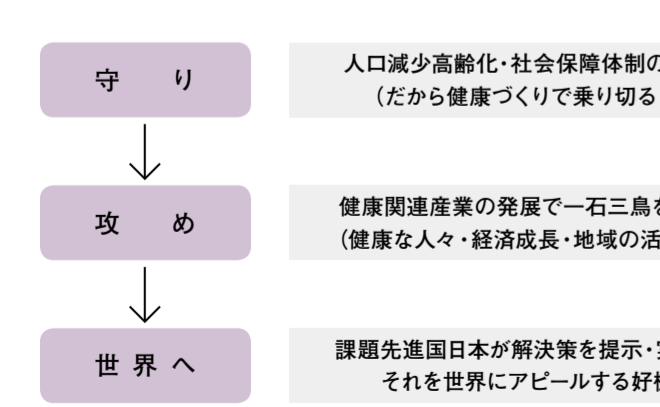 守り
人口減少高齢化・社会保障体制の
（だから健康づくりで乗り切る
攻め
健康関連産業の発展で一石三鳥を
（健康な人々・経済成長・地域の活
世界へ
課題先進国日本が解決策を提示・
それを世界にアピールする好機